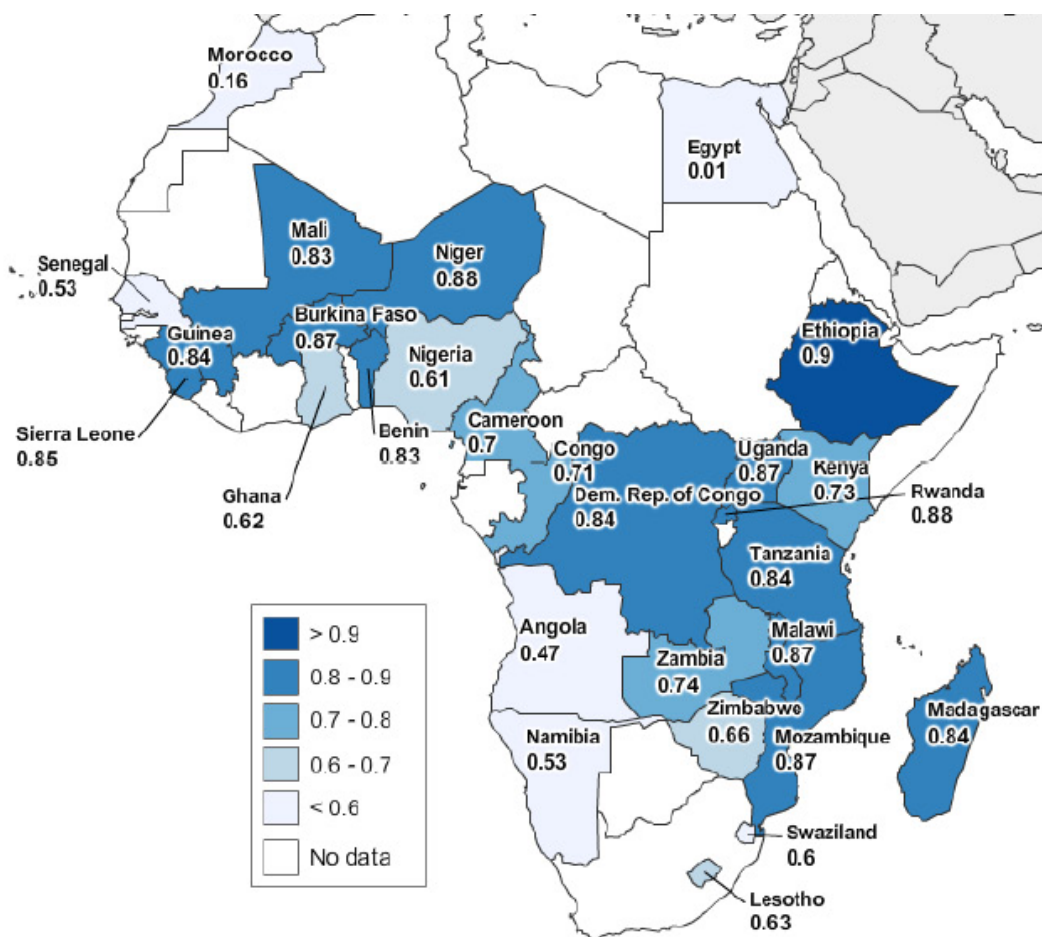 Morocco
0.16
Egypt
0.01
Mali
0.83
Niger
0.88
Senegal
0.53
Burkina Faso
0.87
Guinea
0.84
Nigeria
0.61
Ethiopia
0.9
Sierra Leone
0.85
Benin
0.83
Cameroon
0.7
Ghana
0.62
Congo
0.71
Uganda
0.87
Kenya
0.73
Dem. Rep. of Congo
0.84
Rwanda
0.88
Tanzania
0.84
Angola
0.47
Malawi
0.87
Zambia
0.74
Zimbabwe
0.66
Mozambique
0.87
Madagascar
0.84
Namibia
0.53
Swaziland
0.6
Lesotho
0.63
> 0.9
0.8 - 0.9
0.7 - 0.8
0.6 - 0.7
< 0.6
No data